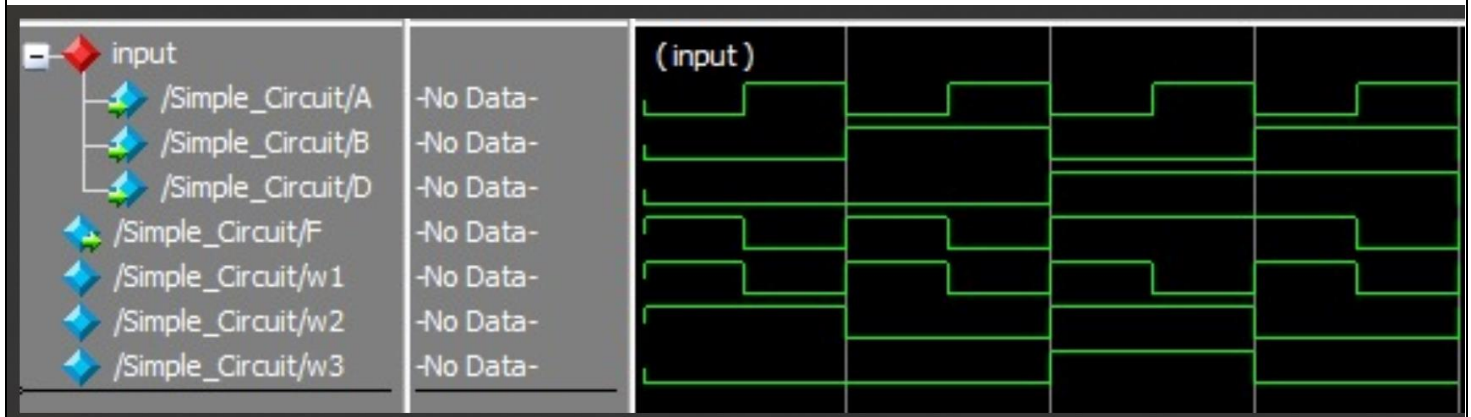 input (input)
/Simple_Circuit/A -No Data-
/Simple_Circuit/B -No Data-
/Simple_Circuit/D -No Data-
/Simple_Circuit/F -No Data-
/Simple_Circuit/w1 -No Data-
/Simple_Circuit/w2 -No Data-
/Simple_Circuit/w3 -No Data-